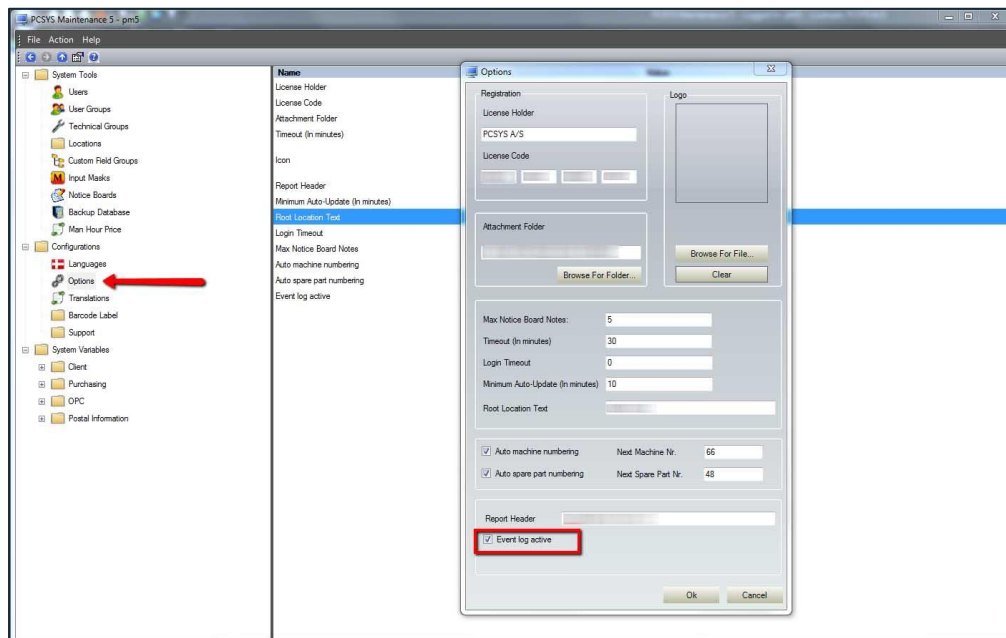 PCSYS Maintenance 5 - pm5
File Action Help
System Tools
Users
User Groups
Technical Groups
Locations
Custom Field Groups
Input Masks
Notice Boards
Backup Database
Man Hour Price
Configurations
Languages
Options
Translations
Barcode Label
Support
System Variables
Client
Purchasing
OPC
Postal Information
Name
License Holder
License Code
Attachment Folder
Timeout (In minutes)
Icon
Report Header
Minimum Auto-Update (In minutes)
Root Location Text
Login Timeout
Max Notice Board Notes
Auto machine numbering
Auto spare part numbering
Event log active
Options
Registration
License Holder
PCSYS A/S
License Code
Logo
Attachment Folder
Browse For Folder...
Browse For File...
Clear
Max Notice Board Notes: 5
Timeout (In minutes) 30
Login Timeout 0
Minimum Auto-Update (In minutes) 10
Root Location Text
Auto machine numbering Next Machine Nr. 66
Auto spare part numbering Next Spare Part Nr. 48
Report Header
Event log active
Ok Cancel